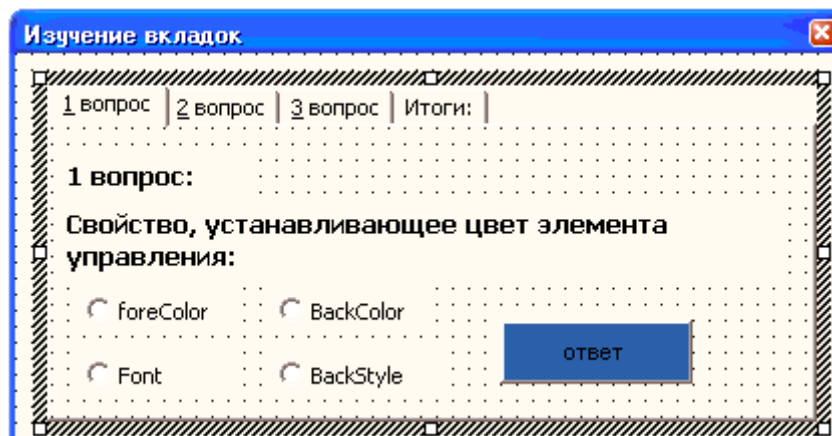 Изучение вкладок
1 вопрос 2 вопрос 3 вопрос Итоги:
1 вопрос:
Свойство, устанавливающее цвет элемента
управления:
foreColor BackColor
ответ
Font BackStyle